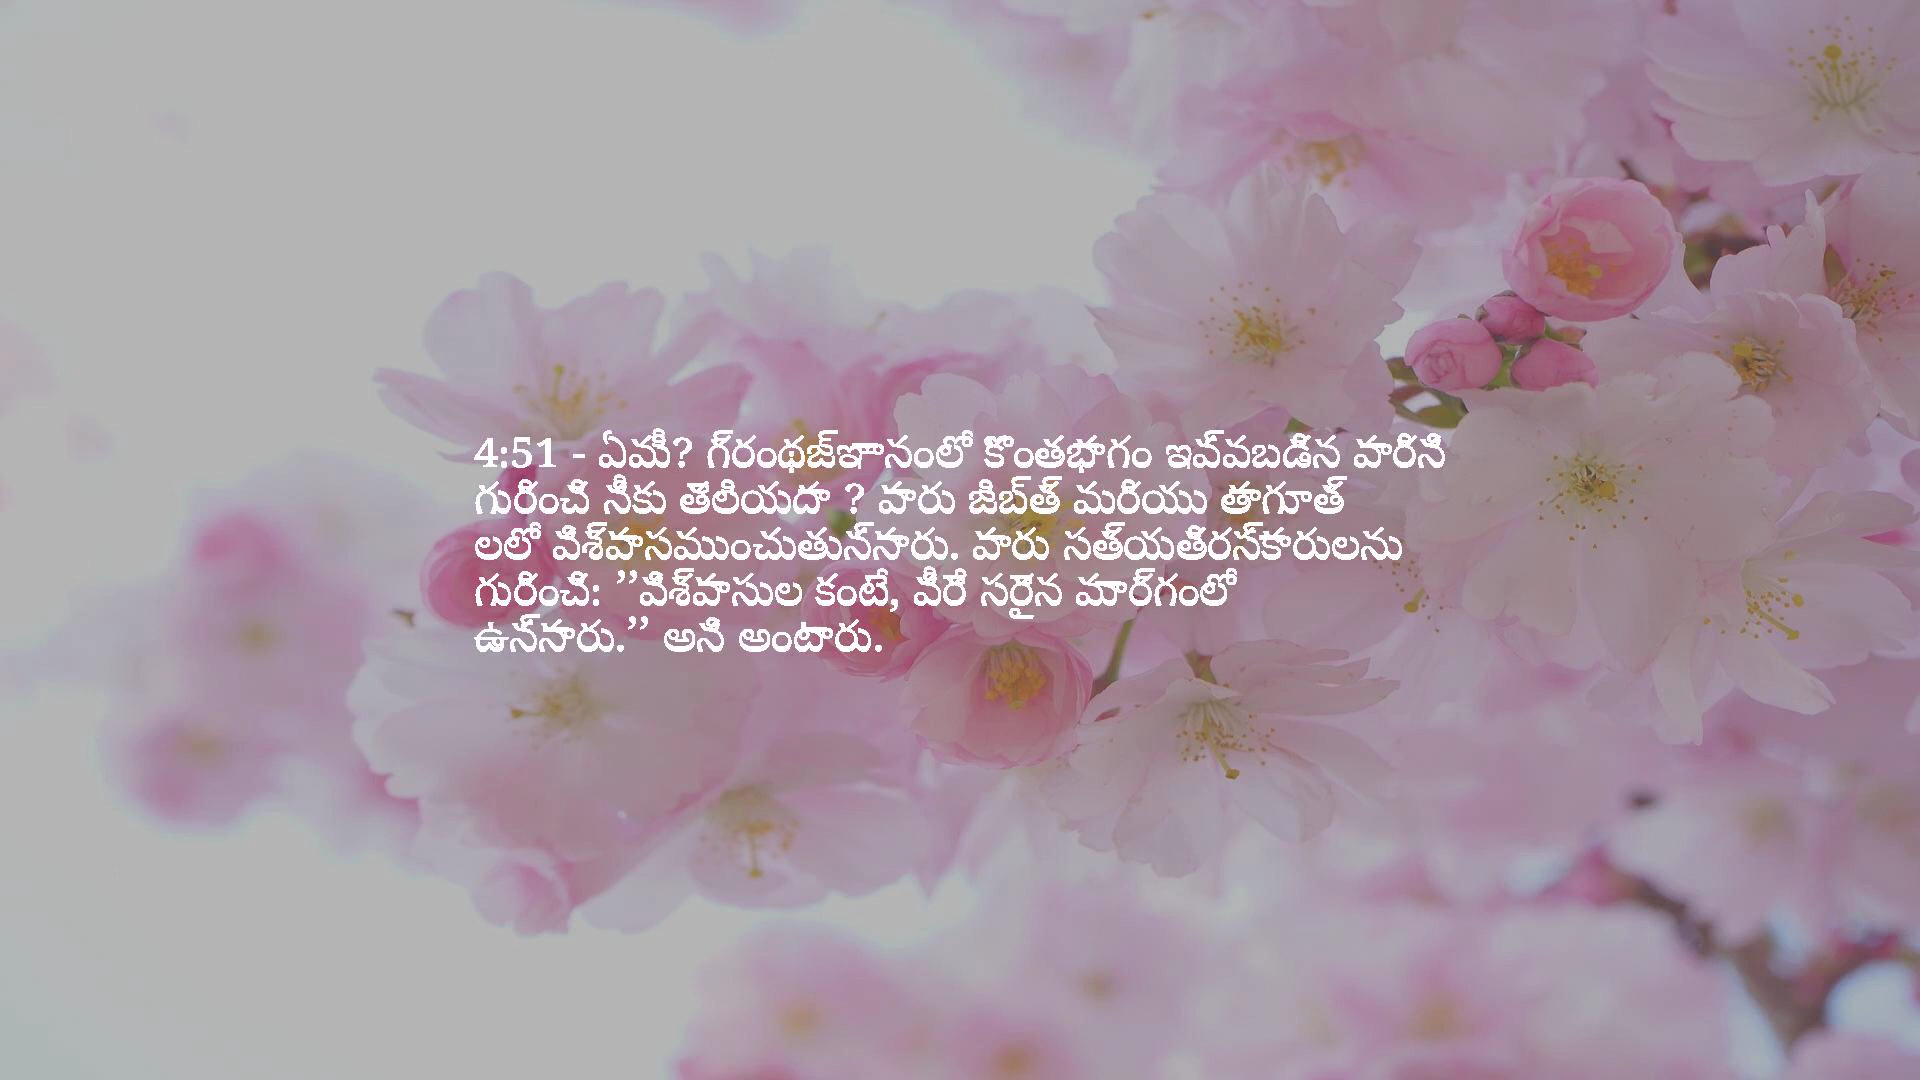 4:51 - ఏమీ? గ్రంథజ్ఞానంలో కొంతభాగం ఇవ్వబడిన వారిని
గురించి నీకు తెలియదా ? వారు జిబ్త్ మరియు తాగూత్
లలో విశ్వాసముంచుతున్నారు. వారు సత్యతిరస్కారులను
గురించి: ’’విశ్వాసుల కంటే, వీరే సరైన మార్గంలో
ఉన్నారు.’’ అని అంటారు.